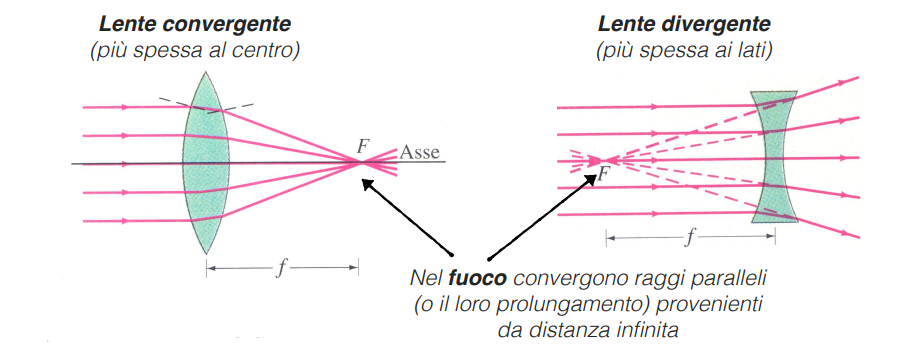 Lente convergente
(più spessa al centro)
Lente divergente
(più spessa ai lati)
F
Asse
f
F
f
Nel fuoco convergono raggi paralleli
(o il loro prolungamento) provenienti
da distanza infinita